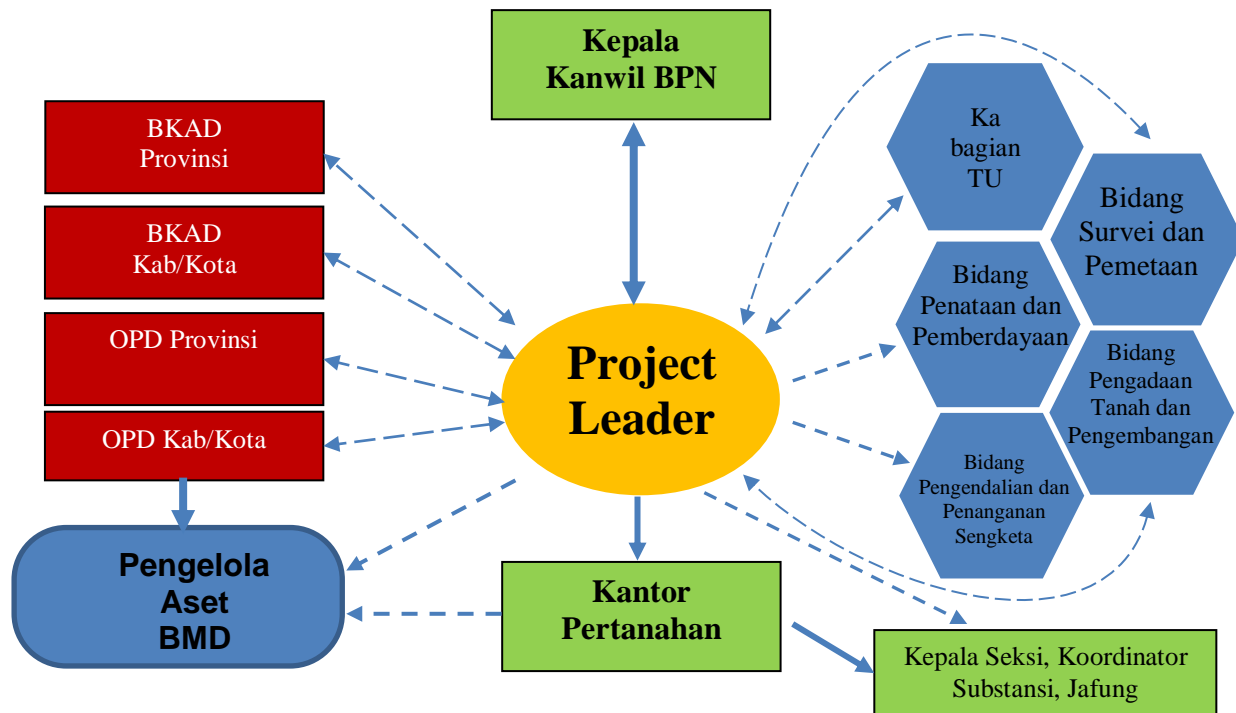 Kepala
Kanwil BPN
BKAD
Provinsi
BKAD
Kab/Kota
OPD Provinsi
OPD Kab/Kota
Pengelola
Aset
BMD
Project
Leader
Kantor
Pertanahan
Ka
bagian
TU
Bidang
Survei dan
Pemetaan
Bidang
Penataan dan
Pemberdayaan
Bidang
Pengadaan
Tanah dan
Pengembangan
Bidang
Pengendalian dan
Penanganan
Sengketa
Kepala Seksi, Koordinator
Substansi, Jafung